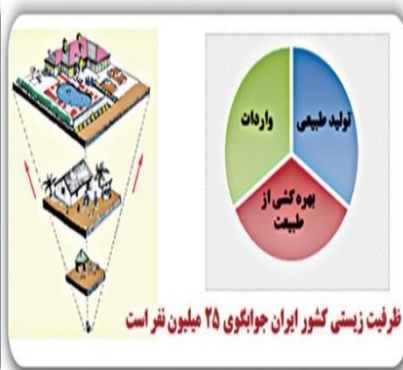 تولید طبیعی
واردات
بهره کشی از
طبیعت
ظرفیت زیستی کشور ایران جوابگوی ۲۵ میلیون نفر است